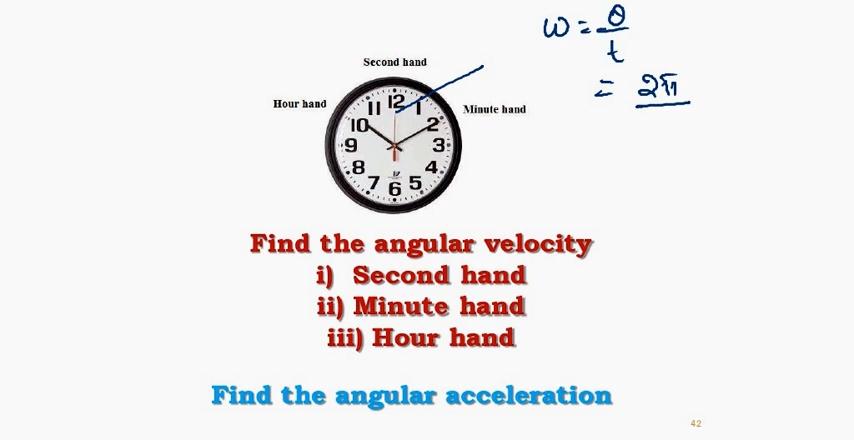 ω = θ
t
= 2π
Second hand
Hour hand
Minute hand
12
11 1
10 2
9 3
8 4
7 5
6
Find the angular velocity
i) Second hand
ii) Minute hand
iii) Hour hand
Find the angular acceleration
42